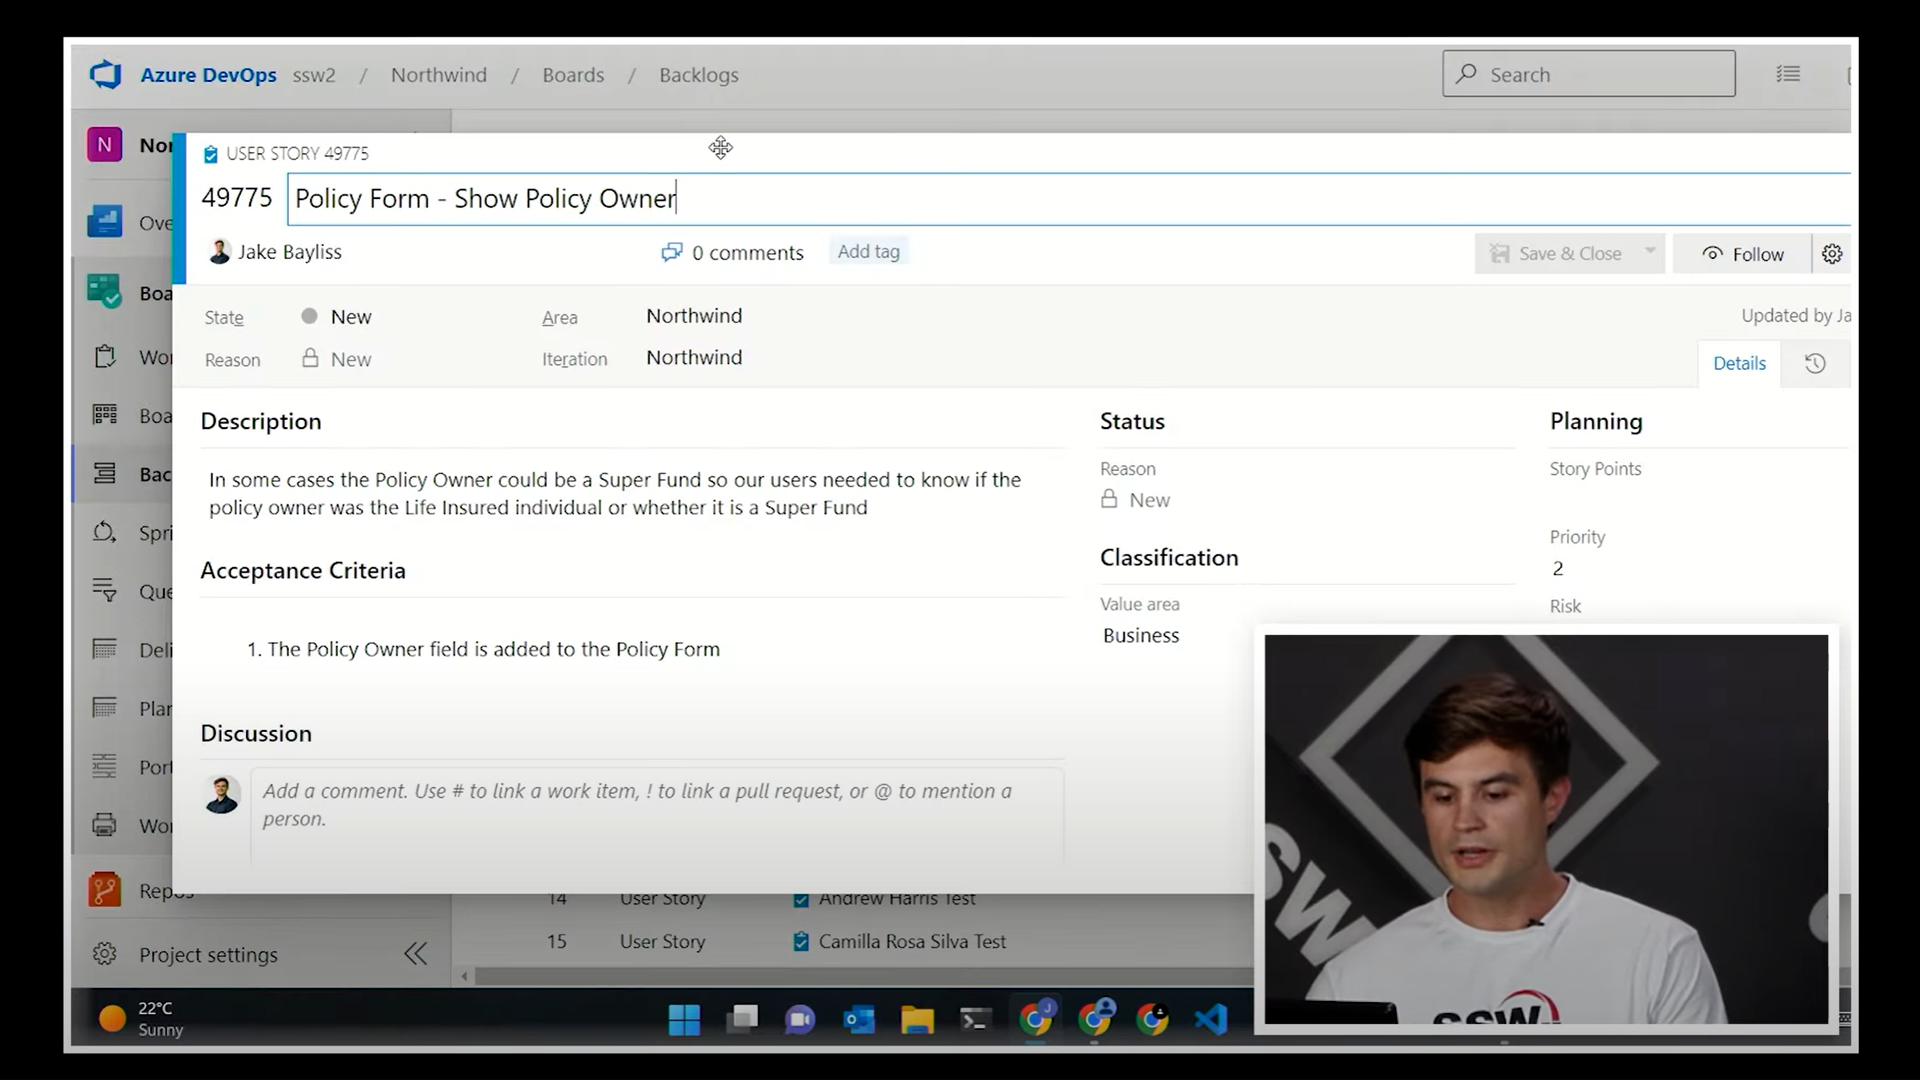 Azure DevOps ssw2 / Northwind / Boards / Backlogs
Search
N Nor
USER STORY 49775
49775 Policy Form - Show Policy Owner
Ove
Jake Bayliss 0 comments Add tag Save & Close Follow
Boa
State New Area Northwind Updated by Ja
Reason New Iteration Northwind
Details
Wor
Boa
Description Status Planning
Reason Story Points
Bac
In some cases the Policy Owner could be a Super Fund so our users needed to know if the
policy owner was the Life Insured individual or whether it is a Super Fund
New
Spri
Priority
2
Acceptance Criteria Classification
Que
Value area Risk
Business
Deli
1. The Policy Owner field is added to the Policy Form
Plan
Discussion
Port
Add a comment. Use # to link a work item, ! to link a pull request, or @ to mention a
person.
Wor
Repos
14 User Story Andrew Harris Test
15 User Story Camilla Rosa Silva Test
Project settings
22°C
Sunny
SSW
SSW